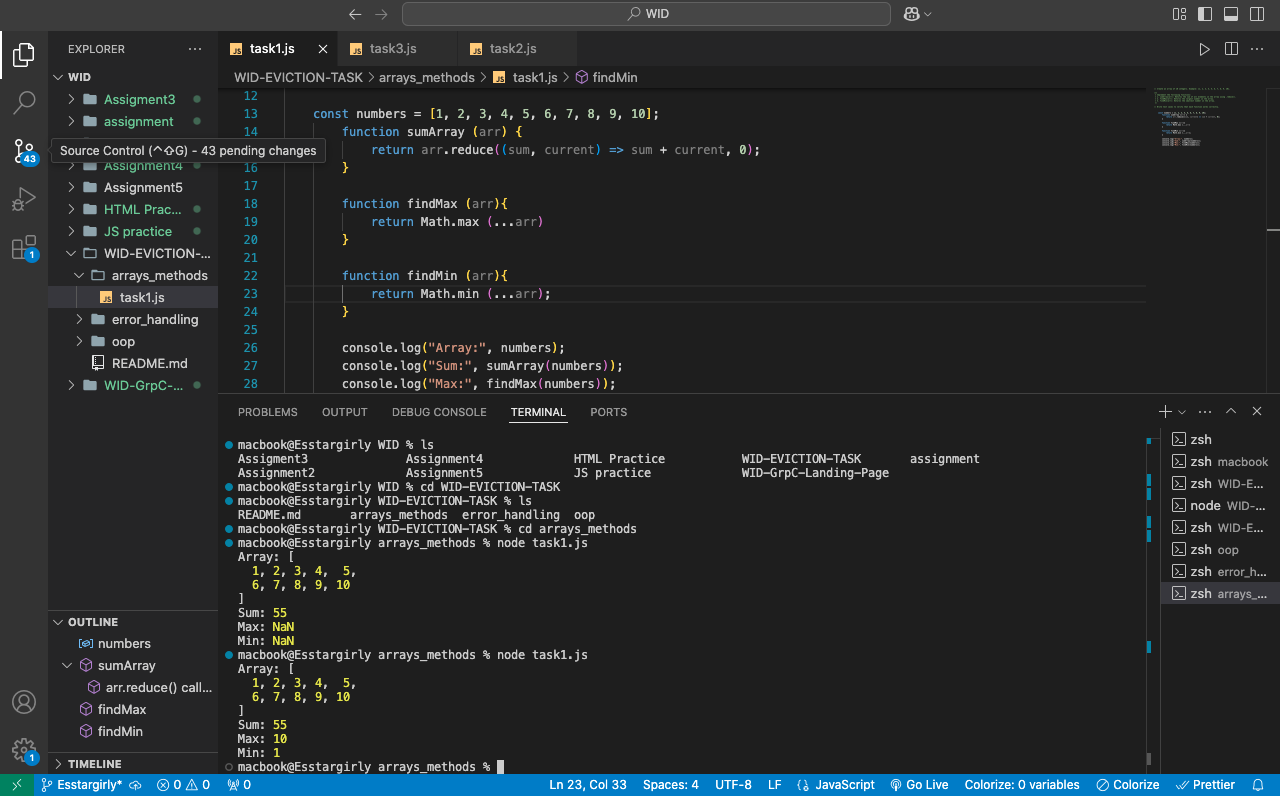 WID
EXPLORER
task1.js
task3.js
task2.js
WID
WID-EVICTION-TASK > arrays_methods > task1.js > findMin
Assigment3
assignment
Source Control (⌃⇧G) - 43 pending changes
43
Assignment4
Assignment5
HTML Prac...
JS practice
1
WID-EVICTION-...
arrays_methods
task1.js
error_handling
oop
README.md
WID-GrpC-...
12
13 const numbers = [1, 2, 3, 4, 5, 6, 7, 8, 9, 10];
14 function sumArray (arr) {
return arr.reduce((sum, current) => sum + current, 0);
16 }
17
18 function findMax (arr){
19 return Math.max (...arr)
20 }
21
22 function findMin (arr){
23 return Math.min (...arr);
24 }
25
26 console.log("Array:", numbers);
27 console.log("Sum:", sumArray(numbers));
28 console.log("Max:", findMax(numbers));
PROBLEMS OUTPUT DEBUG CONSOLE TERMINAL PORTS
macbook@Esstargirly WID % ls
Assigment3 Assignment4 HTML Practice WID-EVICTION-TASK assignment
Assignment2 Assignment5 JS practice WID-GrpC-Landing-Page
macbook@Esstargirly WID % cd WID-EVICTION-TASK
macbook@Esstargirly WID-EVICTION-TASK % ls
README.md arrays_methods error_handling oop
macbook@Esstargirly WID-EVICTION-TASK % cd arrays_methods
macbook@Esstargirly arrays_methods % node task1.js
Array: [
1, 2, 3, 4, 5,
6, 7, 8, 9, 10
]
Sum: 55
Max: NaN
Min: NaN
macbook@Esstargirly arrays_methods % node task1.js
Array: [
1, 2, 3, 4, 5,
6, 7, 8, 9, 10
]
Sum: 55
Max: 10
Min: 1
macbook@Esstargirly arrays_methods %
zsh
zsh macbook
zsh WID-E...
node WID-...
zsh WID-E...
zsh oop
zsh error_h...
zsh arrays_...
OUTLINE
numbers
sumArray
arr.reduce() call...
findMax
findMin
TIMELINE
1
Esstargirly* 0 0 0 Ln 23, Col 33 Spaces: 4 UTF-8 LF JavaScript Go Live Colorize: 0 variables Colorize Prettier